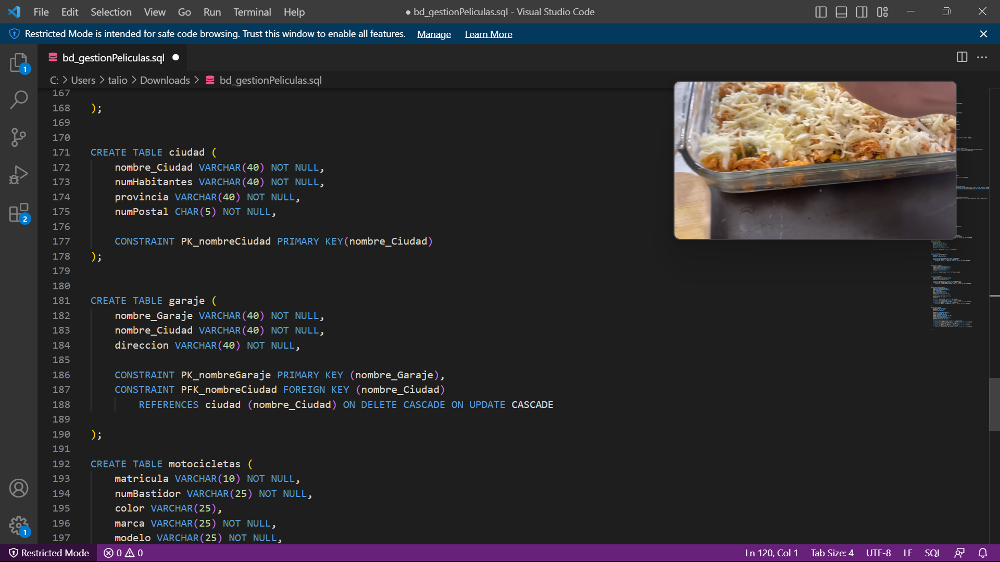 File Edit Selection View Go Run Terminal Help
● bd_gestionPeliculas.sql - Visual Studio Code
Restricted Mode is intended for safe code browsing. Trust this window to enable all features. Manage Learn More
bd_gestionPeliculas.sql ●
C: > Users > talio > Downloads > bd_gestionPeliculas.sql
1
2
1
167
168 );
169
170
171 CREATE TABLE ciudad (
172 nombre_Ciudad VARCHAR(40) NOT NULL,
173 numHabitantes VARCHAR(40) NOT NULL,
174 provincia VARCHAR(40) NOT NULL,
175 numPostal CHAR(5) NOT NULL,
176
177 CONSTRAINT PK_nombreCiudad PRIMARY KEY(nombre_Ciudad)
178 );
179
180
181 CREATE TABLE garaje (
182 nombre_Garaje VARCHAR(40) NOT NULL,
183 nombre_Ciudad VARCHAR(40) NOT NULL,
184 direccion VARCHAR(40) NOT NULL,
185
186 CONSTRAINT PK_nombreGaraje PRIMARY KEY (nombre_Garaje),
187 CONSTRAINT PFK_nombreCiudad FOREIGN KEY (nombre_Ciudad)
188 REFERENCES ciudad (nombre_Ciudad) ON DELETE CASCADE ON UPDATE CASCADE
189
190 );
191
192 CREATE TABLE motocicletas (
193 matricula VARCHAR(10) NOT NULL,
194 numBastidor VARCHAR(25) NOT NULL,
195 color VARCHAR(25),
196 marca VARCHAR(25) NOT NULL,
197 modelo VARCHAR(25) NOT NULL,
Restricted Mode 0 0 Ln 120, Col 1 Tab Size: 4 UTF-8 LF SQL